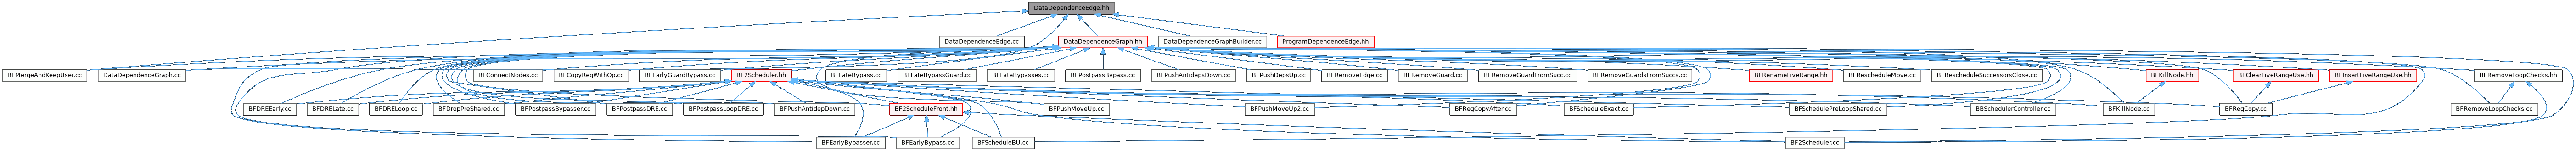 DataDependenceEdge.hh
DataDependenceEdge.cc
DataDependenceGraph.hh
DataDependenceGraphBuilder.cc
ProgramDependenceEdge.hh
BFMergeAndKeepUser.cc
DataDependenceGraph.cc
BFConnectNodes.cc
BFCopyRegWithOp.cc
BFEarlyGuardBypass.cc
BF2Scheduler.hh
BFLateBypass.cc
BFLateBypassGuard.cc
BFLateBypasses.cc
BFPostpassBypass.cc
BFPushAntidepsDown.cc
BFPushDepsUp.cc
BFRemoveEdge.cc
BFRemoveGuard.cc
BFRemoveGuardFromSucc.cc
BFRemoveGuardsFromSuccs.cc
BFRenameLiveRange.hh
BFRescheduleMove.cc
BFRescheduleSuccessorsClose.cc
BFKillNode.hh
BFClearLiveRangeUse.hh
BFInsertLiveRangeUse.hh
BFRemoveLoopChecks.hh
BFDREEarly.cc
BFDRELate.cc
BFDRELoop.cc
BFDropPreShared.cc
BFPostpassBypasser.cc
BFPostpassDRE.cc
BFPostpassLoopDRE.cc
BFPushAntidepDown.cc
BF2ScheduleFront.hh
BFPushMoveUp.cc
BFPushMoveUp2.cc
BFRegCopyAfter.cc
BFScheduleExact.cc
BFSchedulePreLoopShared.cc
BBSchedulerController.cc
BFKillNode.cc
BFRegCopy.cc
BFRemoveLoopChecks.cc
BFEarlyBypasser.cc
BFEarlyBypass.cc
BFScheduleBU.cc
BF2Scheduler.cc